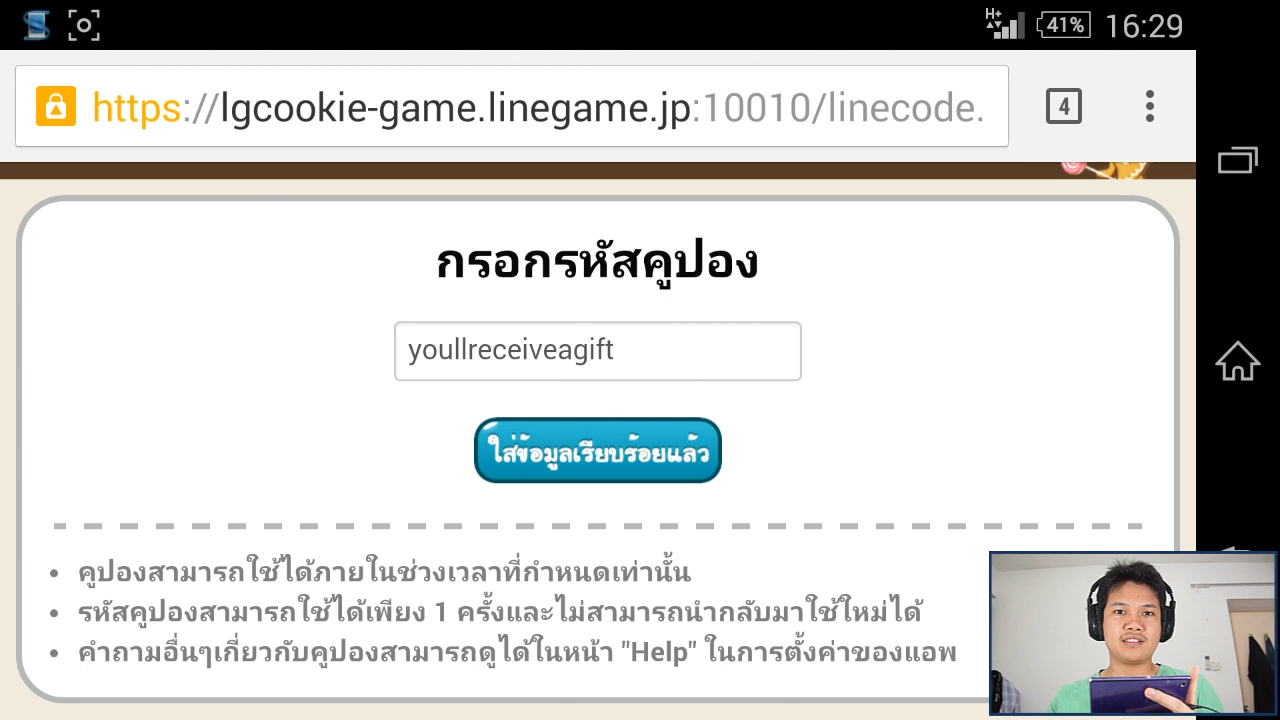 H+
41%
16:29
https://lgcookie-game.linegame.jp:10010/linecode.
4
กรอกรหัสคูปอง
youllreceiveagift
ใส่ข้อมูลเรียบร้อยแล้ว
• คูปองสามารถใช้ได้ภายในช่วงเวลาที่กำหนดเท่านั้น
• รหัสคูปองสามารถใช้ได้เพียง 1 ครั้งและไม่สามารถนำกลับมาใช้ใหม่ได้
• คำถามอื่นๆเกี่ยวกับคูปองสามารถดูได้ในหน้า "Help" ในการตั้งค่าของแอพ